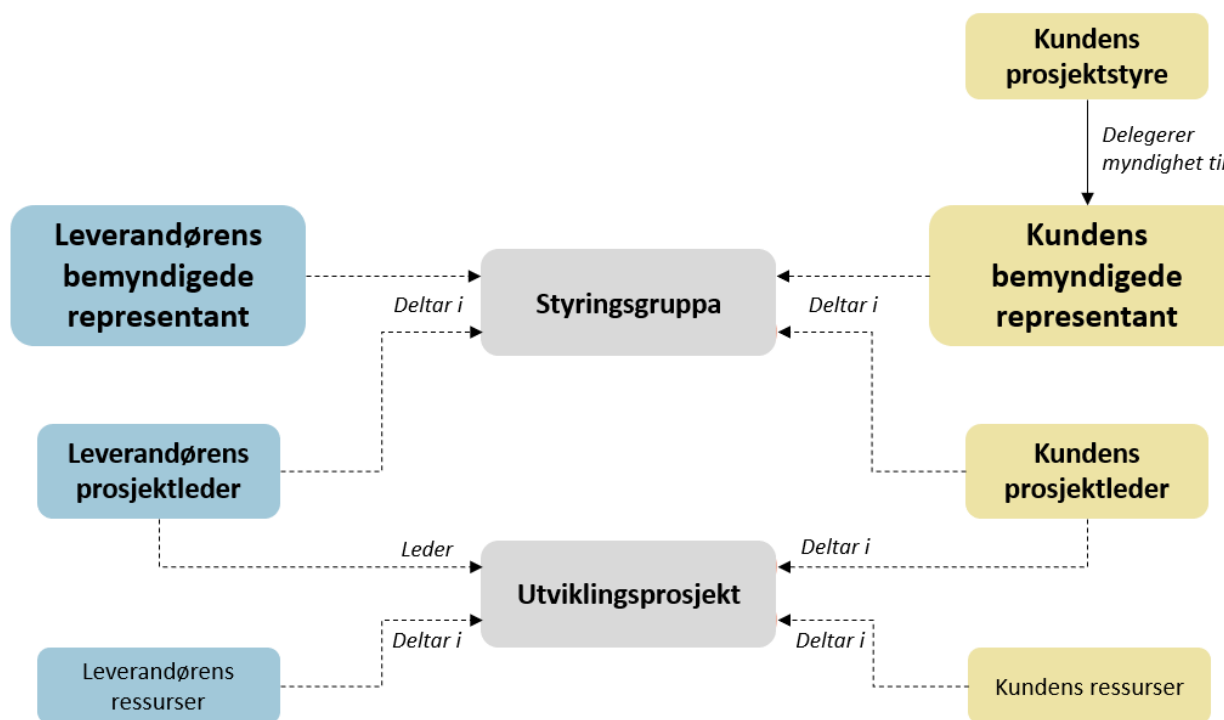 Kundens
prosjektstyre
Delegerer
myndighet til
Leverandørens
bemyndigede
representant
Deltar i
Styringsgruppa
Deltar i
Kundens
bemyndigede
representant
Leverandørens
prosjektleder
Kundens
prosjektleder
Leder
Deltar i
Utviklingsprosjekt
Deltar i
Deltar i
Leverandørens
ressurser
Kundens ressurser